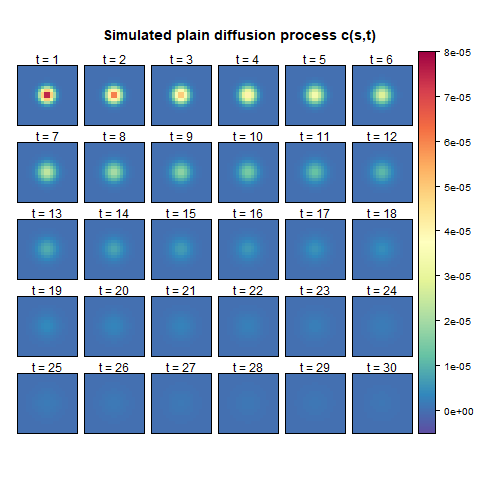 Simulated plain diffusion process c(s,t)
t = 1 t = 2 t = 3 t = 4 t = 5 t = 6
t = 7 t = 8 t = 9 t = 10 t = 11 t = 12
t = 13 t = 14 t = 15 t = 16 t = 17 t = 18
t = 19 t = 20 t = 21 t = 22 t = 23 t = 24
t = 25 t = 26 t = 27 t = 28 t = 29 t = 30
8e-05
7e-05
6e-05
5e-05
4e-05
3e-05
2e-05
1e-05
0e+00